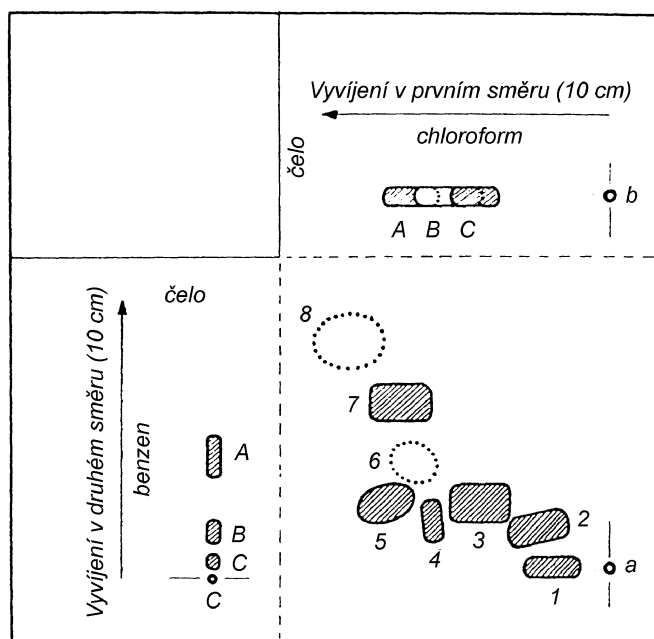 Vyvíjení v prvním směru (10 cm)
chloroform
čelo
b
A B C
Vyvíjení v druhém směru (10 cm)
benzen
čelo
A
B
C
C
8
7
6
5
4
3
2
1
a